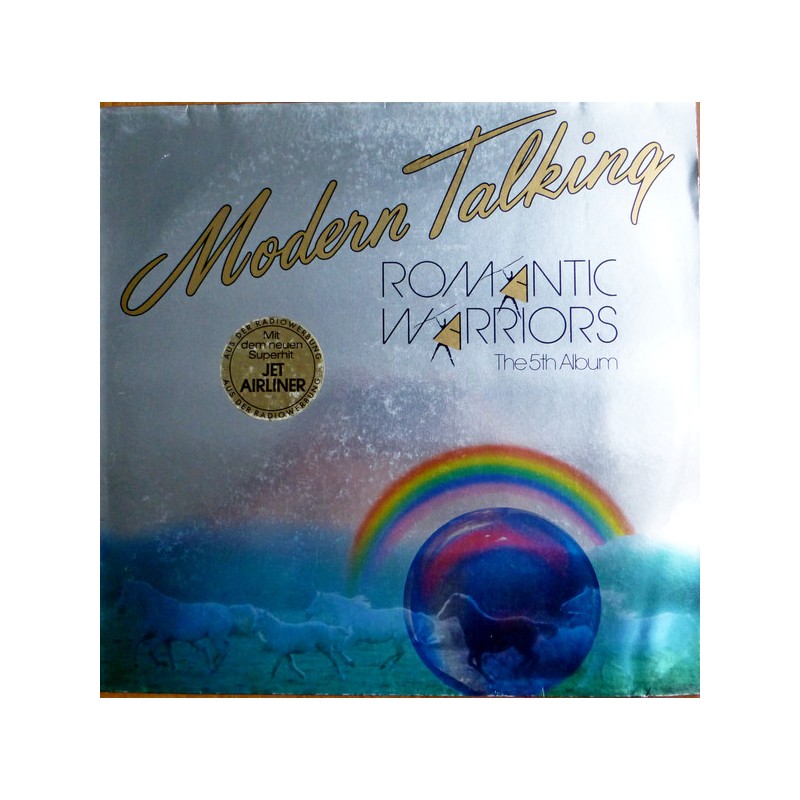 Modern Talking
ROMANTIC
WARRIORS
The 5th Album
AUS DER RADIOWERBUNG
Mit
dem neuen
Superhit
JET
AIRLINER
AUS DER RADIOWERBUNG